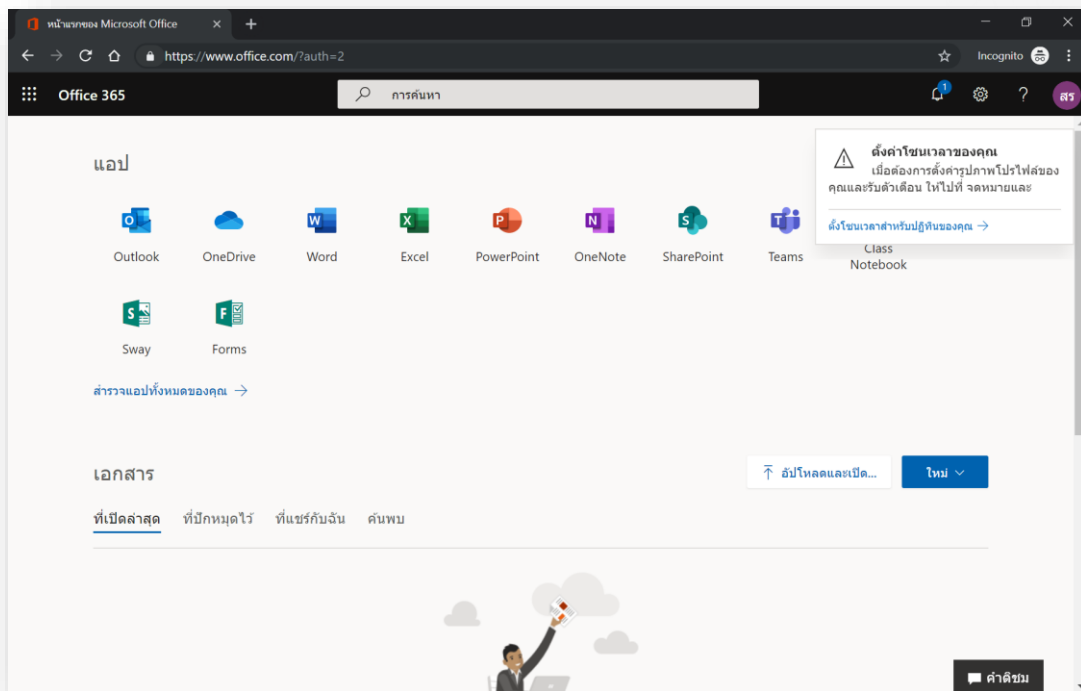 หน้าแรกของ Microsoft Office
https://www.office.com/?auth=2
Incognito
Office 365
การค้นหา
1
สร
ตั้งค่าโซนเวลาของคุณ
เมื่อต้องการตั้งค่ารูปภาพโปรไฟล์ของ
คุณและรับตัวเตือน ให้ไปที่ จดหมายและ
ตั้งโซนเวลาสำหรับปฏิทินของคุณ →
แอป
Outlook
OneDrive
Word
Excel
PowerPoint
OneNote
SharePoint
Teams
Class
Notebook
Sway
Forms
สำรวจแอปทั้งหมดของคุณ →
เอกสาร
อัปโหลดและเปิด...
ใหม่
ที่เปิดล่าสุด ที่ปักหมุดไว้ ที่แชร์กับฉัน ค้นพบ
คำติชม